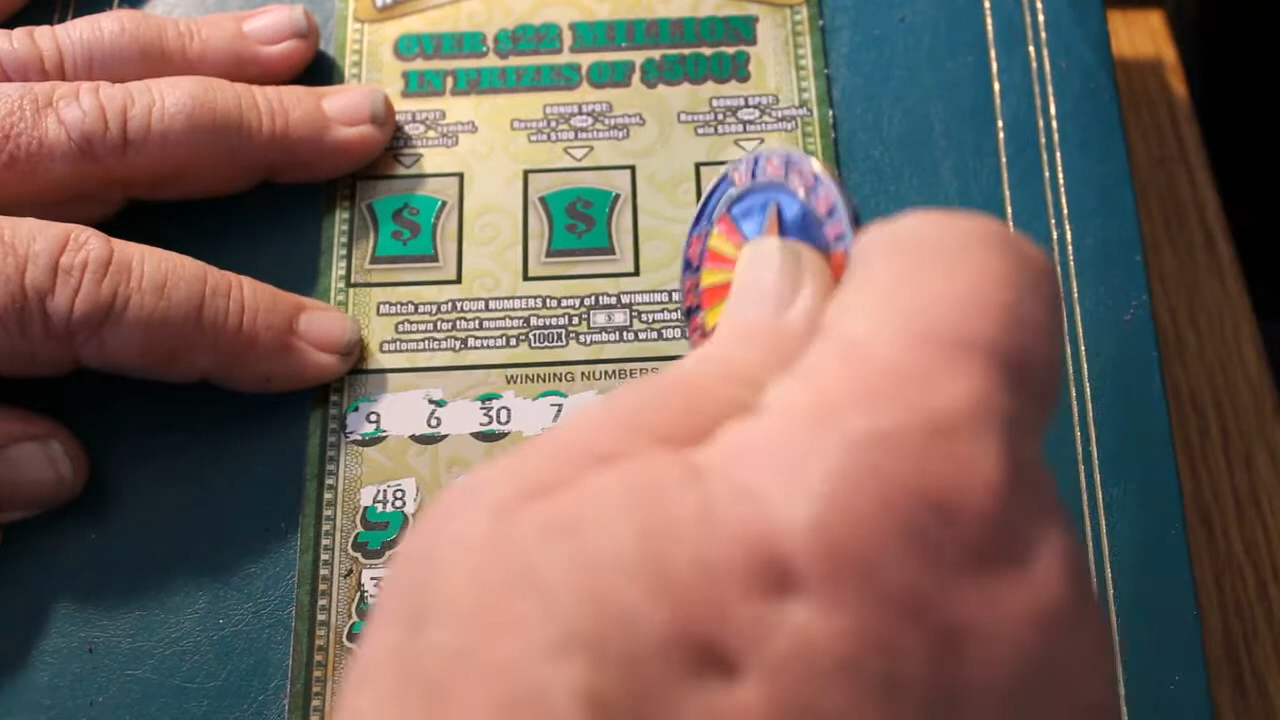 OVER $22 MILLION
IN PRIZES OF $500!
BONUS SPOT:
Reveal a symbol,
win $100 instantly!
BONUS SPOT:
Reveal a symbol,
win $500 instantly!
SPOT:
symbol,
instantly!
$ $
Match any of YOUR NUMBERS to any of the WINNING
shown for that number. Reveal a " " symbol
automatically. Reveal a "100X" symbol to win 100
WINNING NUMBERS
9 6 30 7
48